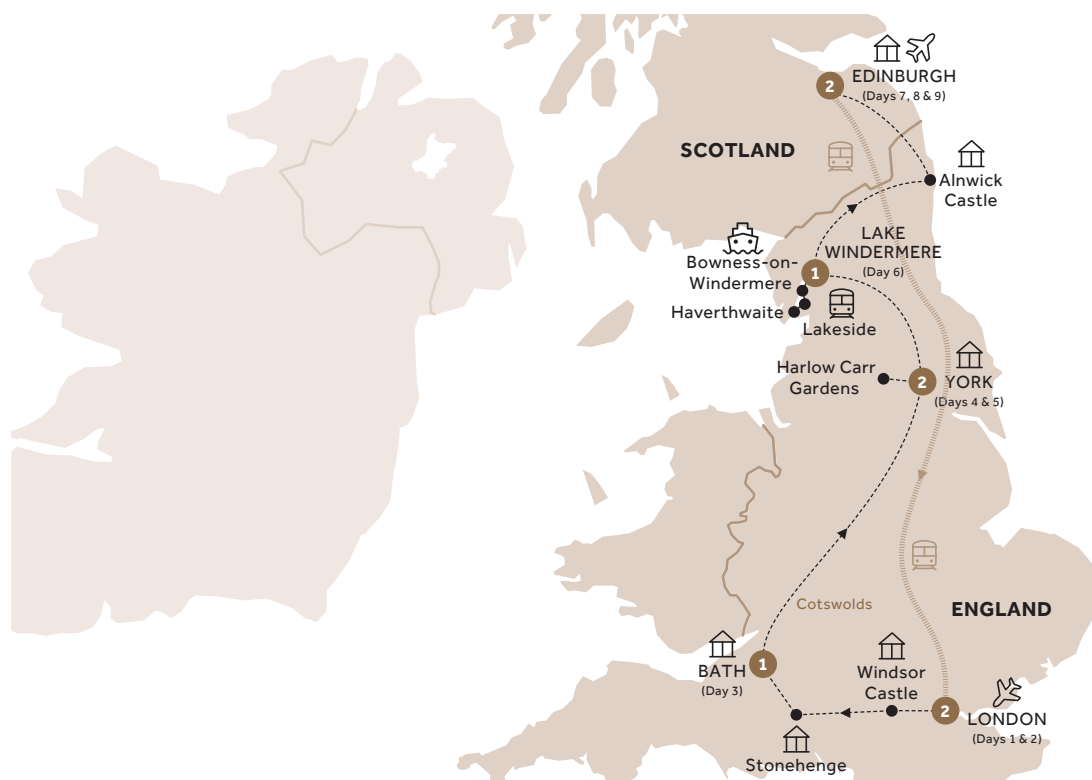 2
EDINBURGH
(Days 7, 8 & 9)
SCOTLAND
Alnwick
Castle
LAKE
WINDERMERE
(Day 6)
1
Bowness-on-
Windermere
Haverthwaite
Lakeside
Harlow Carr
Gardens
2
YORK
(Days 4 & 5)
Cotswolds
ENGLAND
1
BATH
(Day 3)
Windsor
Castle
2
LONDON
(Days 1 & 2)
Stonehenge